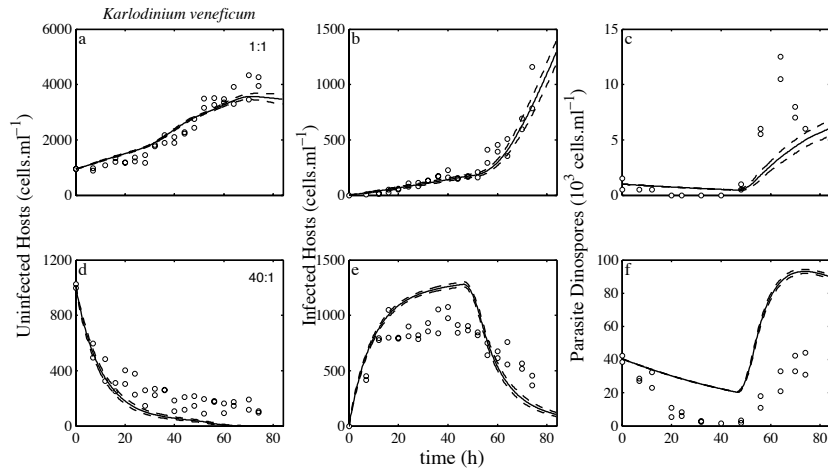 Karlodinium veneficum
a
1:1
6000
4000
2000
0
Uninfected Hosts (cells.ml⁻¹)
b
1500
1000
500
0
Infected Hosts (cells.ml⁻¹)
c
15
10
5
0
Parasite Dinospores (10³ cells.ml⁻¹)
d
40:1
1200
800
400
0
0 20 40 60 80
e
1500
1000
500
0
0 20 40 60 80
f
100
80
60
40
20
0
0 20 40 60 80
time (h)